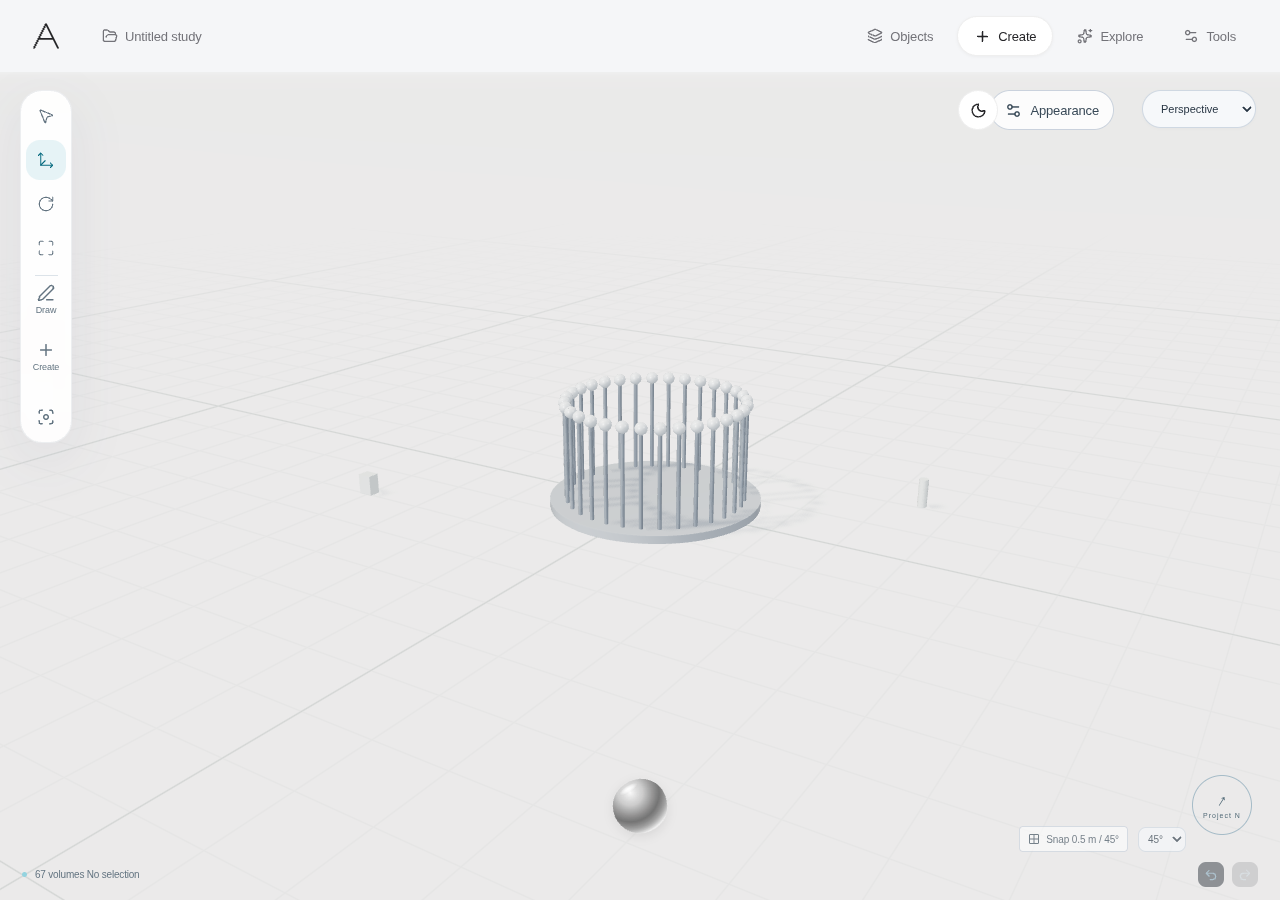 Untitled study
Objects
Create
Explore
Tools
Appearance
Perspective
Draw
Create
Project N
Snap 0.5 m / 45°
45°
67 volumes No selection